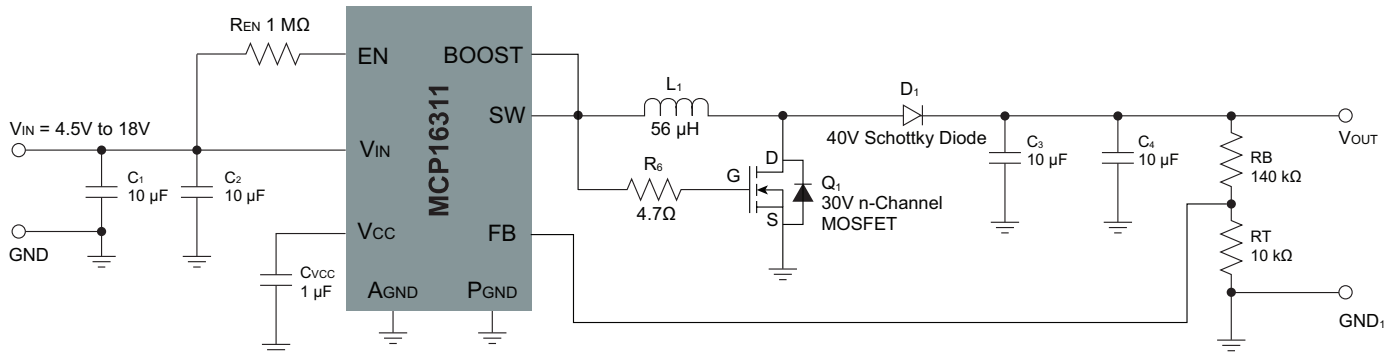 REN 1 MΩ
EN
BOOST
L1
D1
SW
VIN = 4.5V to 18V
56 µH
40V Schottky Diode
VOUT
VIN
MCP16311
C1
10 µF
C2
10 µF
R6
4.7Ω
G
D
S
Q1
30V n-Channel
MOSFET
C3
10 µF
C4
10 µF
RB
140 kΩ
GND
VCC
FB
RT
10 kΩ
CVCC
1 µF
AGND
PGND
GND1